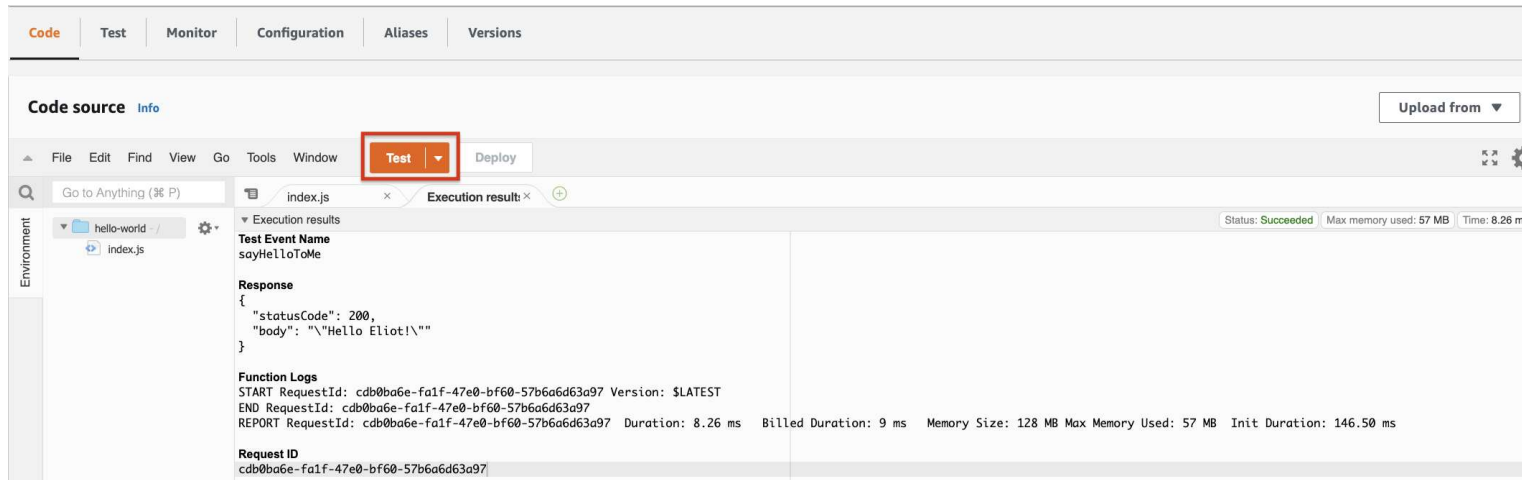 Code Test Monitor Configuration Aliases Versions
Code source Info
Upload from
File Edit Find View Go Tools Window Test Deploy
Go to Anything (⌘ P)
index.js × Execution result: ×
Environment
hello-world - /
index.js
Execution results
Status: Succeeded Max memory used: 57 MB Time: 8.26 m
Test Event Name
sayHelloToMe
Response
{
"statusCode": 200,
"body": "\"Hello Eliot!\""
}
Function Logs
START RequestId: cdb0ba6e-fa1f-47e0-bf60-57b6a6d63a97 Version: $LATEST
END RequestId: cdb0ba6e-fa1f-47e0-bf60-57b6a6d63a97
REPORT RequestId: cdb0ba6e-fa1f-47e0-bf60-57b6a6d63a97 Duration: 8.26 ms Billed Duration: 9 ms Memory Size: 128 MB Max Memory Used: 57 MB Init Duration: 146.50 ms
Request ID
cdb0ba6e-fa1f-47e0-bf60-57b6a6d63a97